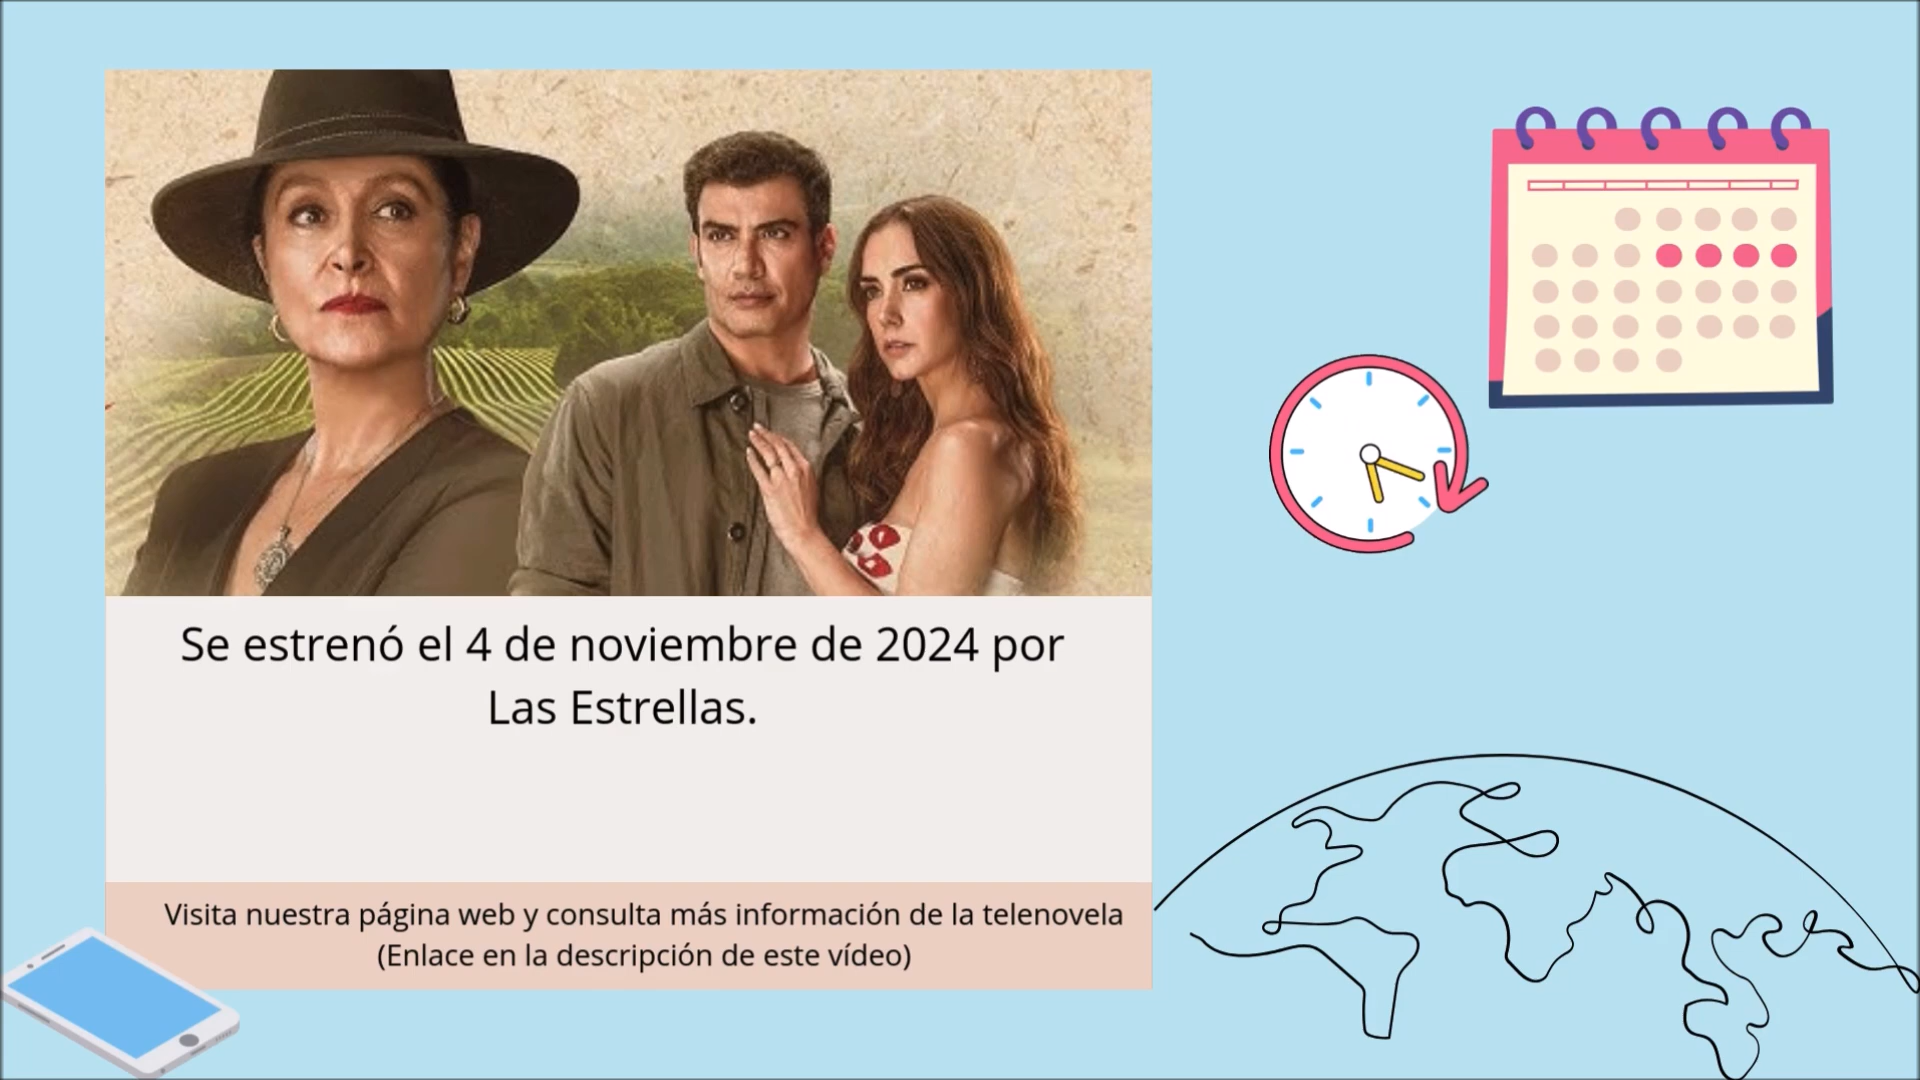 Se estrenó el 4 de noviembre de 2024 por
Las Estrellas.
Visita nuestra página web y consulta más información de la telenovela
(Enlace en la descripción de este vídeo)